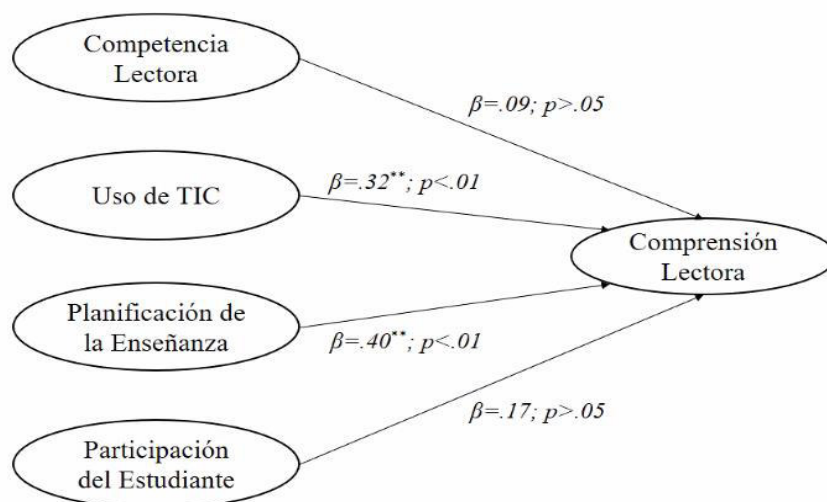 Competencia
Lectora
β=.09; p>.05
Uso de TIC
β=.32**; p<.01
Comprensión
Lectora
Planificación de
la Enseñanza
β=.40**; p<.01
β=.17; p>.05
Participación
del Estudiante